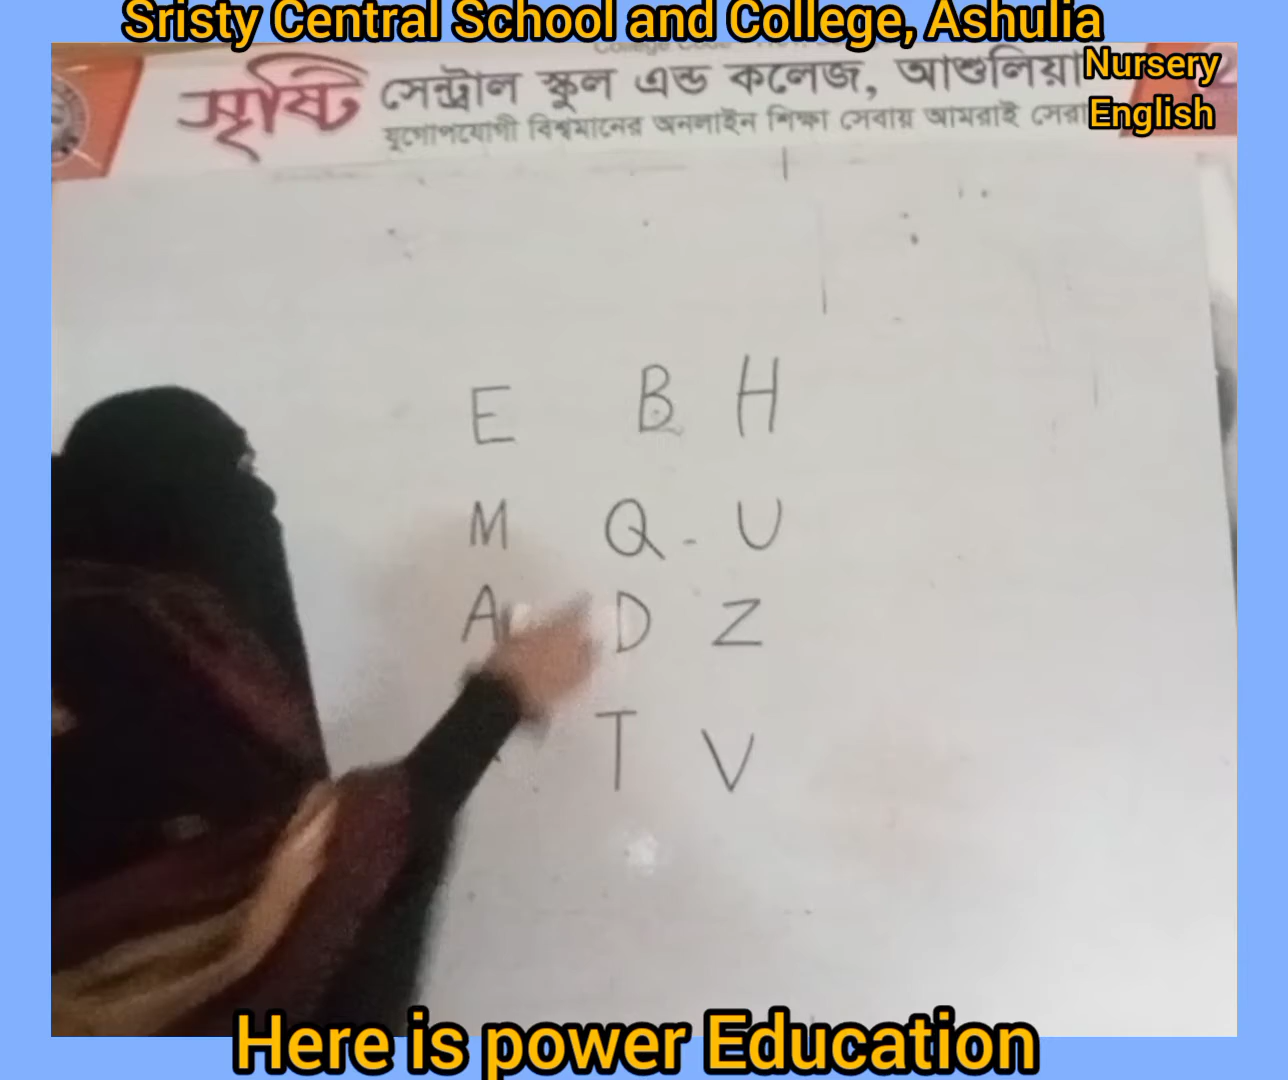 Sristy Central School and College, Ashulia
সৃষ্টি সেন্ট্রাল স্কুল এন্ড কলেজ, আশুলিয়া
Nursery
যুগোপযোগী বিশ্বমানের অনলাইন শিক্ষা সেবায় আমরাই সেরা
English
E B H
M Q - U
A D Z
T V
Here is power Education